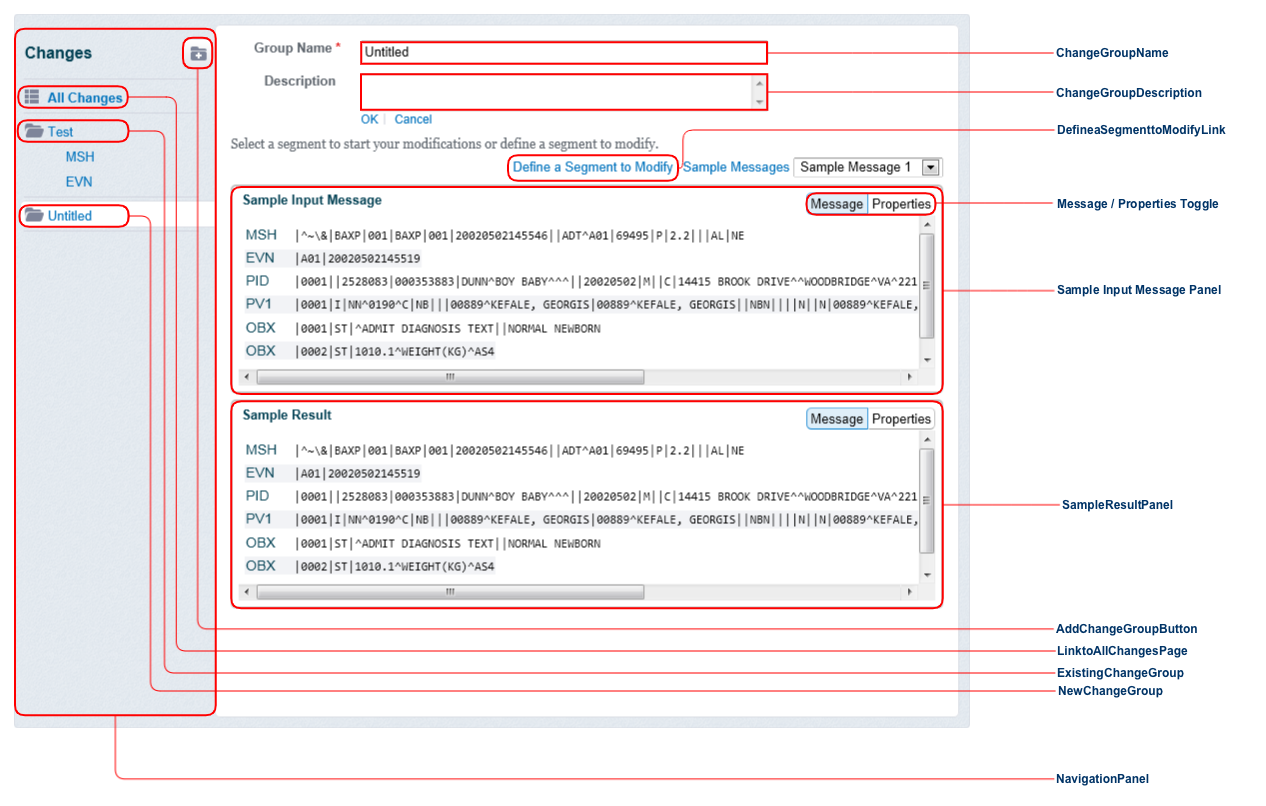 Changes
All Changes
Test
MSH
EVN
Untitled
Group Name *
Untitled
Description
OK | Cancel
Select a segment to start your modifications or define a segment to modify.
Define a Segment to Modify Sample Messages Sample Message 1
Sample Input Message
Message Properties
MSH |^~\&|BAXP|001|BAXP|001|20020502145546||ADT^A01|69495|P|2.2|||AL|NE
EVN |A01|20020502145519
PID |0001||2528083|000353883|DUNN^BOY BABY^^^||20020502|M||C|14415 BROOK DRIVE^^WOODBRIDGE^VA^221
PV1 |0001|I|NN^0190^C|NB|||00889^KEFALE, GEORGIS|00889^KEFALE, GEORGIS||NBN||||N||N|00889^KEFALE,
OBX |0001|ST|^ADMIT DIAGNOSIS TEXT||NORMAL NEWBORN
OBX |0002|ST|1010.1^WEIGHT(KG)^AS4
Sample Result
Message Properties
MSH |^~\&|BAXP|001|BAXP|001|20020502145546||ADT^A01|69495|P|2.2|||AL|NE
EVN |A01|20020502145519
PID |0001||2528083|000353883|DUNN^BOY BABY^^^||20020502|M||C|14415 BROOK DRIVE^^WOODBRIDGE^VA^221
PV1 |0001|I|NN^0190^C|NB|||00889^KEFALE, GEORGIS|00889^KEFALE, GEORGIS||NBN||||N||N|00889^KEFALE,
OBX |0001|ST|^ADMIT DIAGNOSIS TEXT||NORMAL NEWBORN
OBX |0002|ST|1010.1^WEIGHT(KG)^AS4
ChangeGroupName
ChangeGroupDescription
DefineaSegmenttoModifyLink
Message / Properties Toggle
Sample Input Message Panel
SampleResultPanel
AddChangeGroupButton
LinktoAllChangesPage
ExistingChangeGroup
NewChangeGroup
NavigationPanel